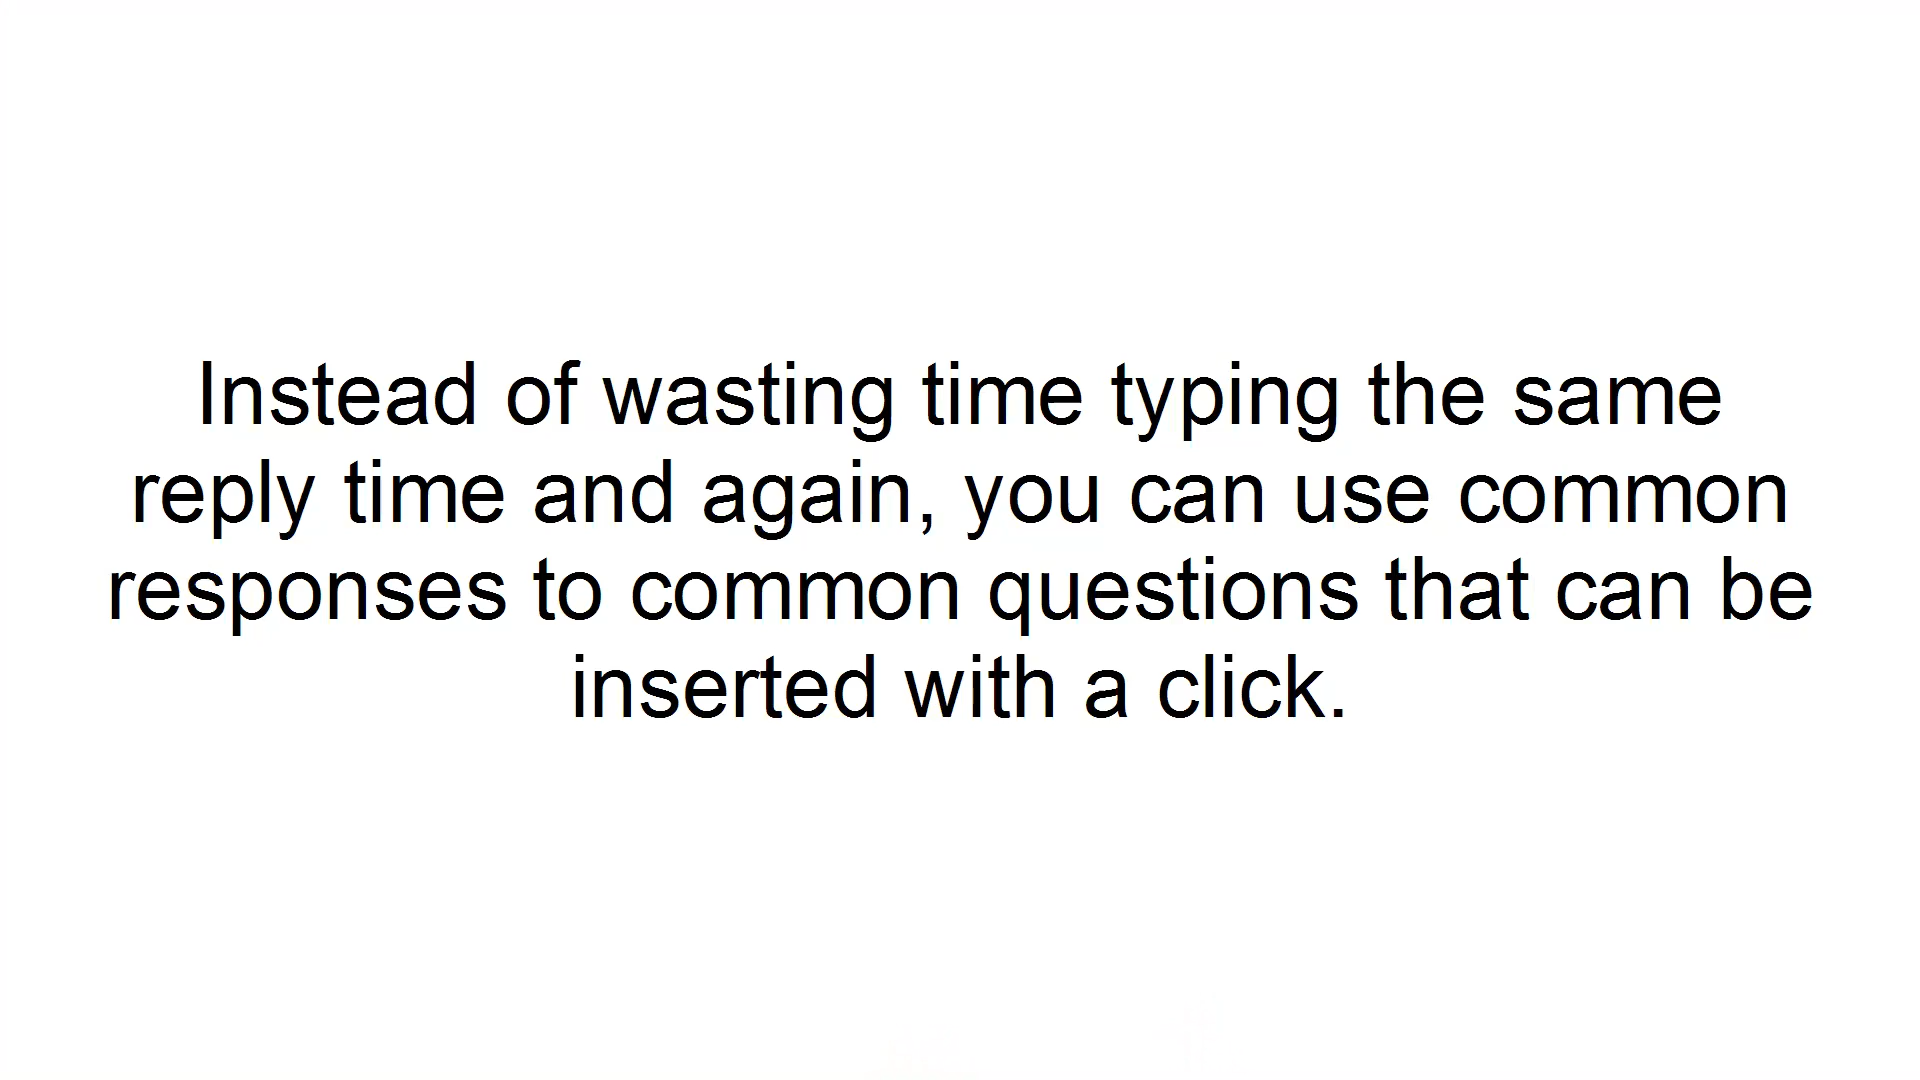 Instead of wasting time typing the same
reply time and again, you can use common
responses to common questions that can be
inserted with a click.